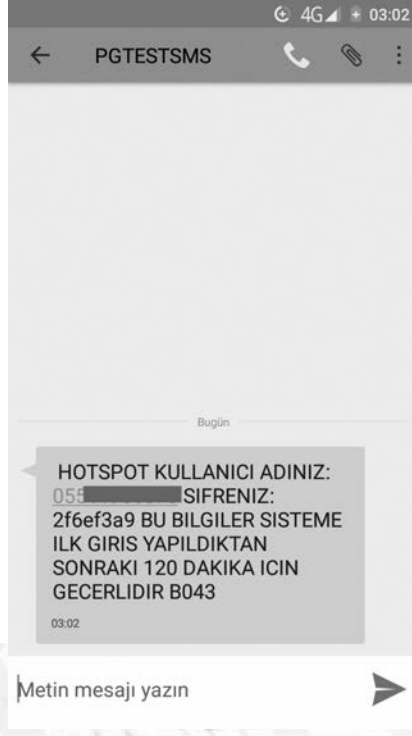 4G 03:02
PGTESTSMS
Bugün
HOTSPOT KULLANICI ADINIZ:
055 SIFRENIZ:
2f6ef3a9 BU BILGILER SISTEME
ILK GIRIS YAPILDIKTAN
SONRAKI 120 DAKIKA ICIN
GECERLIDIR B043
03:02
Metin mesajı yazın